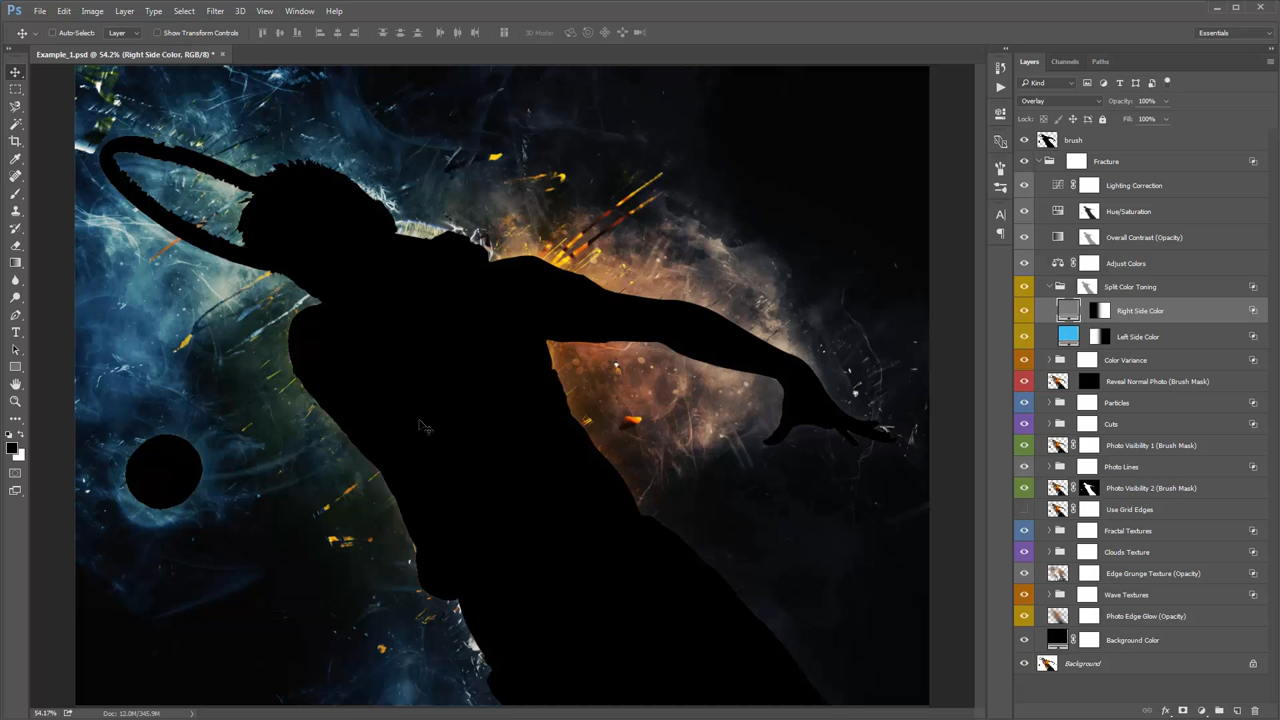 Ps File Edit Image Layer Type Select Filter 3D View Window Help
Auto-Select: Layer Show Transform Controls 3D Mode: Essentials
Example_1.psd @ 54.2% (Right Side Color, RGB/8) * ×
Layers Channels Paths
Kind
Overlay Opacity: 100%
Lock: Fill: 100%
brush
Fracture
Lighting Correction
Hue/Saturation
Overall Contrast (Opacity)
Adjust Colors
Split Color Toning
Right Side Color
Left Side Color
Color Variance
Reveal Normal Photo (Brush Mask)
Particles
Cuts
Photo Visibility 1 (Brush Mask)
Photo Lines
Photo Visibility 2 (Brush Mask)
Use Grid Edges
Fractal Textures
Clouds Texture
Edge Grunge Texture (Opacity)
Wave Textures
Photo Edge Glow (Opacity)
Background Color
Background
54.17% Doc: 12.0M/345.9M